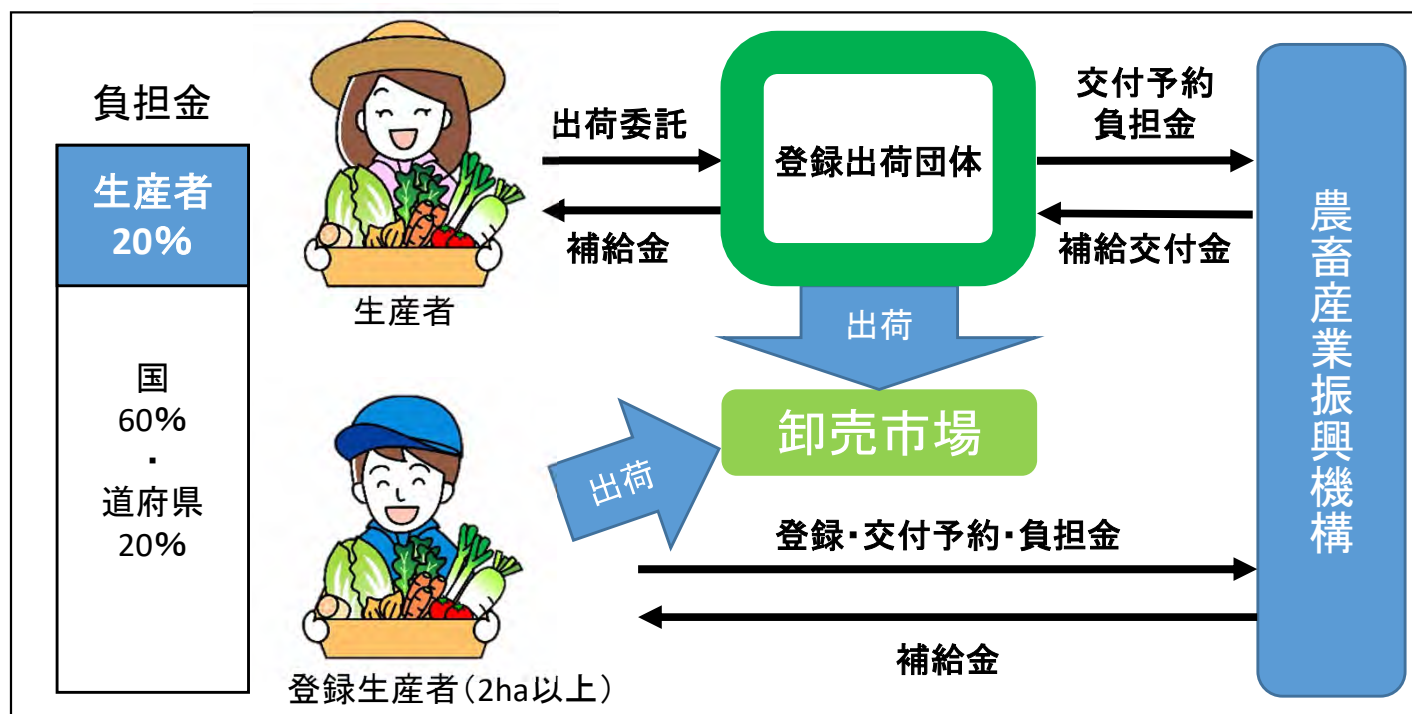 負担金
生産者
20%
国
60%
・
道府県
20%
出荷委託
補給金
生産者
登録出荷団体
交付予約
負担金
補給交付金
出荷
卸売市場
出荷
登録・交付予約・負担金
補給金
登録生産者(2ha以上)
農畜産業振興機構